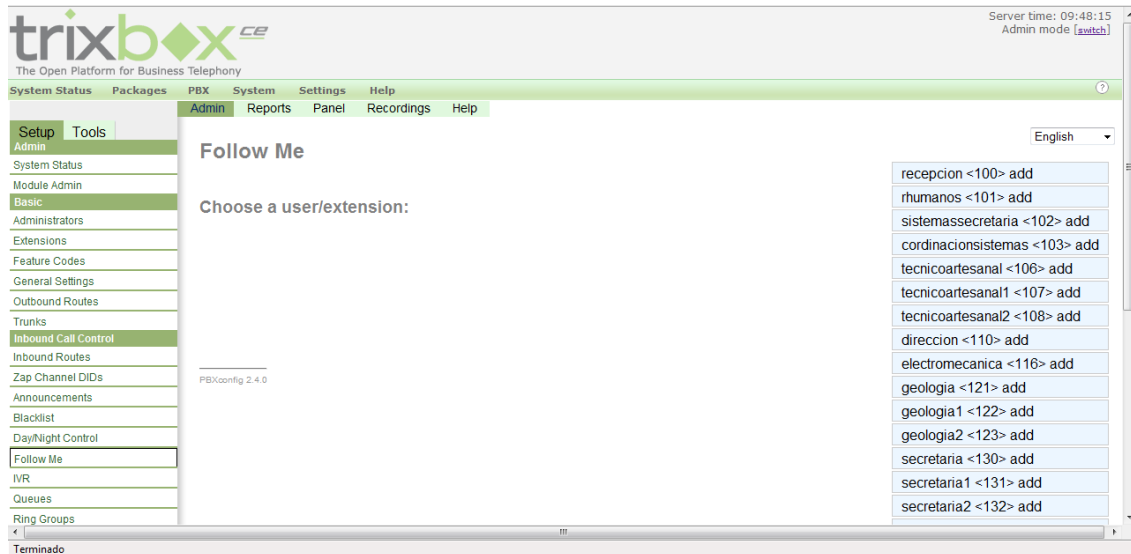 trixbox ce
The Open Platform for Business Telephony
Server time: 09:48:15
Admin mode [switch]
System Status Packages PBX System Settings Help ?
Admin Reports Panel Recordings Help
Setup Tools
English
Admin
System Status
Module Admin
Basic
Administrators
Extensions
Feature Codes
General Settings
Outbound Routes
Trunks
Inbound Call Control
Inbound Routes
Zap Channel DIDs
Announcements
Blacklist
Day/Night Control
Follow Me
IVR
Queues
Ring Groups
Follow Me
Choose a user/extension:
PBXconfig 2.4.0
recepcion <100> add
rhumanos <101> add
sistemassecretaria <102> add
cordinacionsistemas <103> add
tecnicoartesanal <106> add
tecnicoartesanal1 <107> add
tecnicoartesanal2 <108> add
direccion <110> add
electromecanica <116> add
geologia <121> add
geologia1 <122> add
geologia2 <123> add
secretaria <130> add
secretaria1 <131> add
secretaria2 <132> add
Terminado